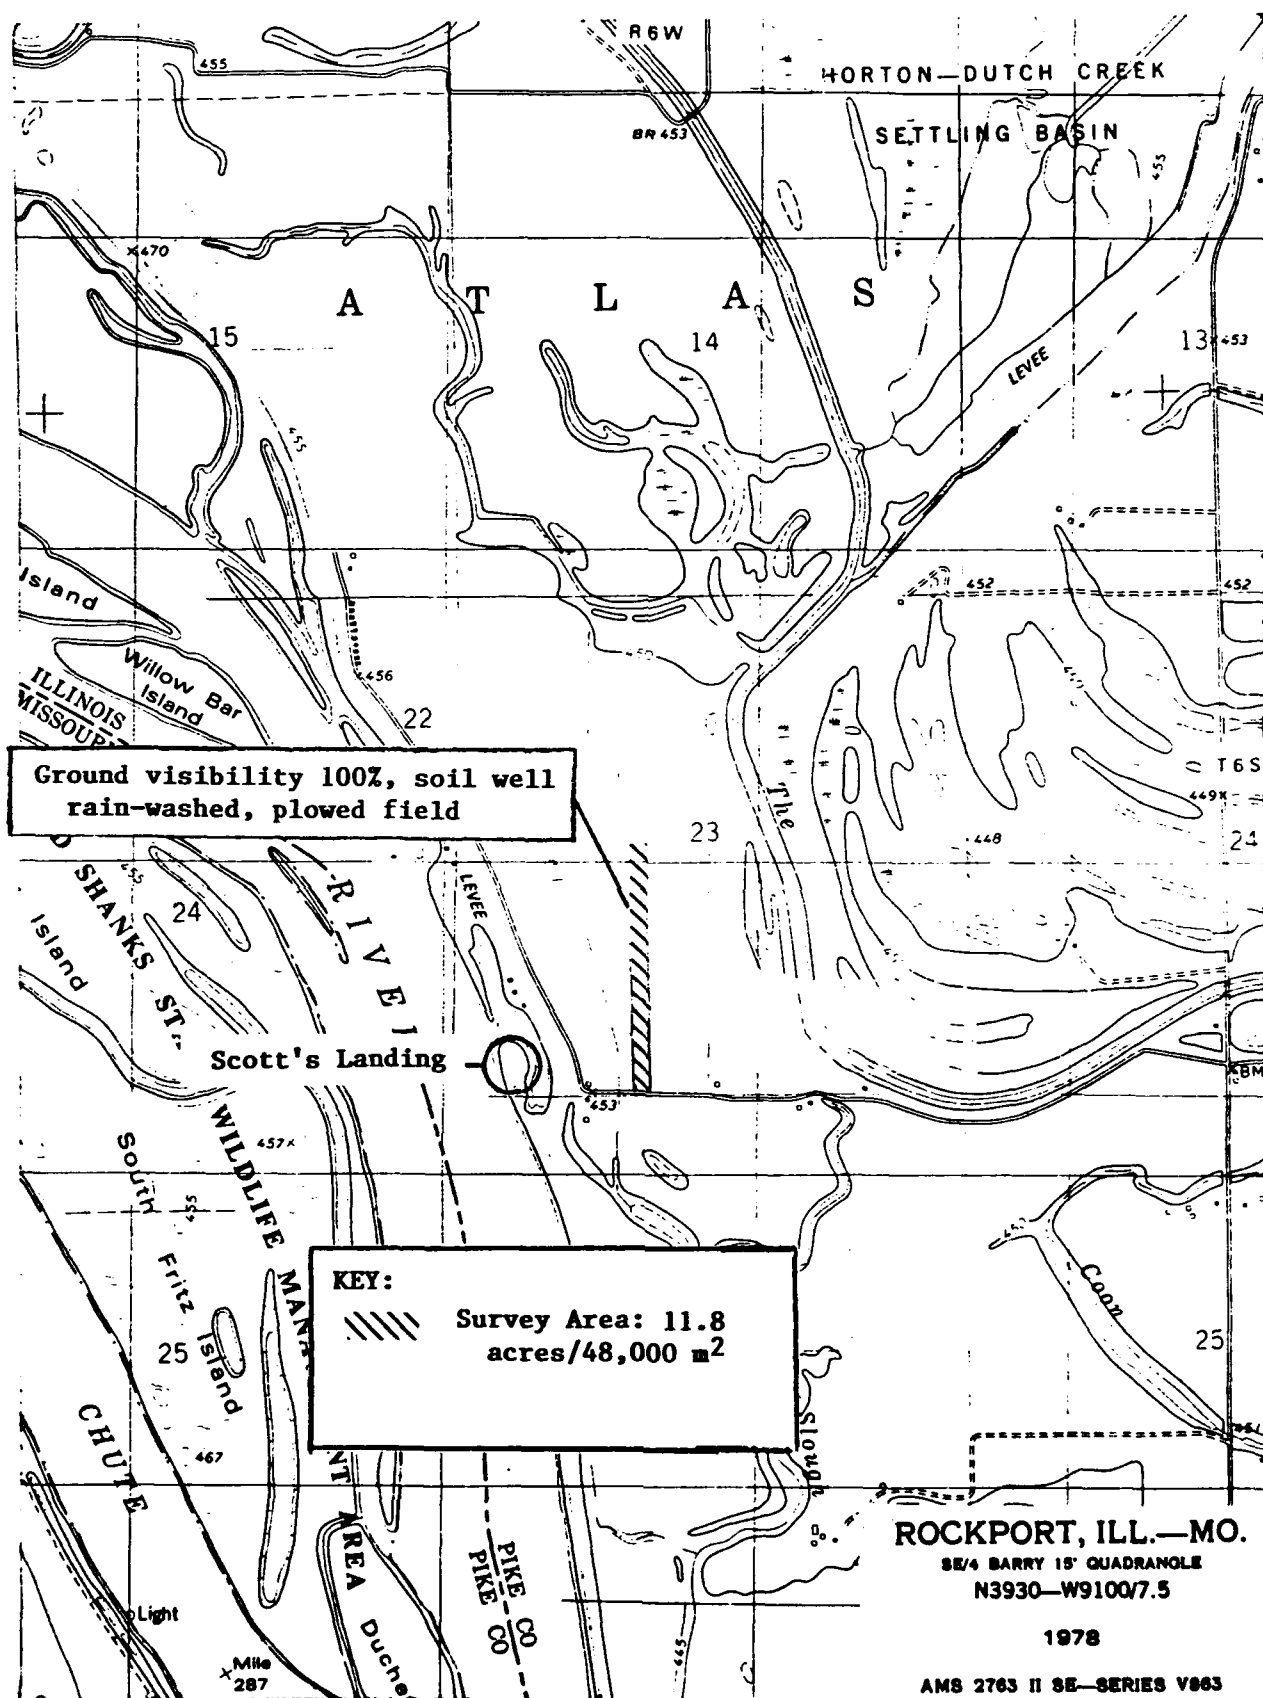 R6W
455
HORTON—DUTCH CREEK
BR 453
SETTLING BASIN
455
×470
A T L A S
15
14
13
×453
LEVEE
455
Island
452
452
Willow Bar
Island
ILLINOIS
456
22
T6S
Ground visibility 100%, soil well
rain-washed, plowed field
449×
The
23
448
24
455
SHANKS
24
LEVEE
Island
RIVER
Scott's Landing
BM
453
457×
WILDLIFE
South
455
Fritz
Island
KEY:
Survey Area: 11.8
acres/48,000 m²
Coon
25
25
CHUTE
467
Slough
AREA
PIKE CO
PIKE CO
ROCKPORT, ILL.—MO.
SE/4 BARRY 15' QUADRANGLE
N3930—W9100/7.5
Light
1978
Mile
287
445
AMS 2763 II SE—SERIES V863